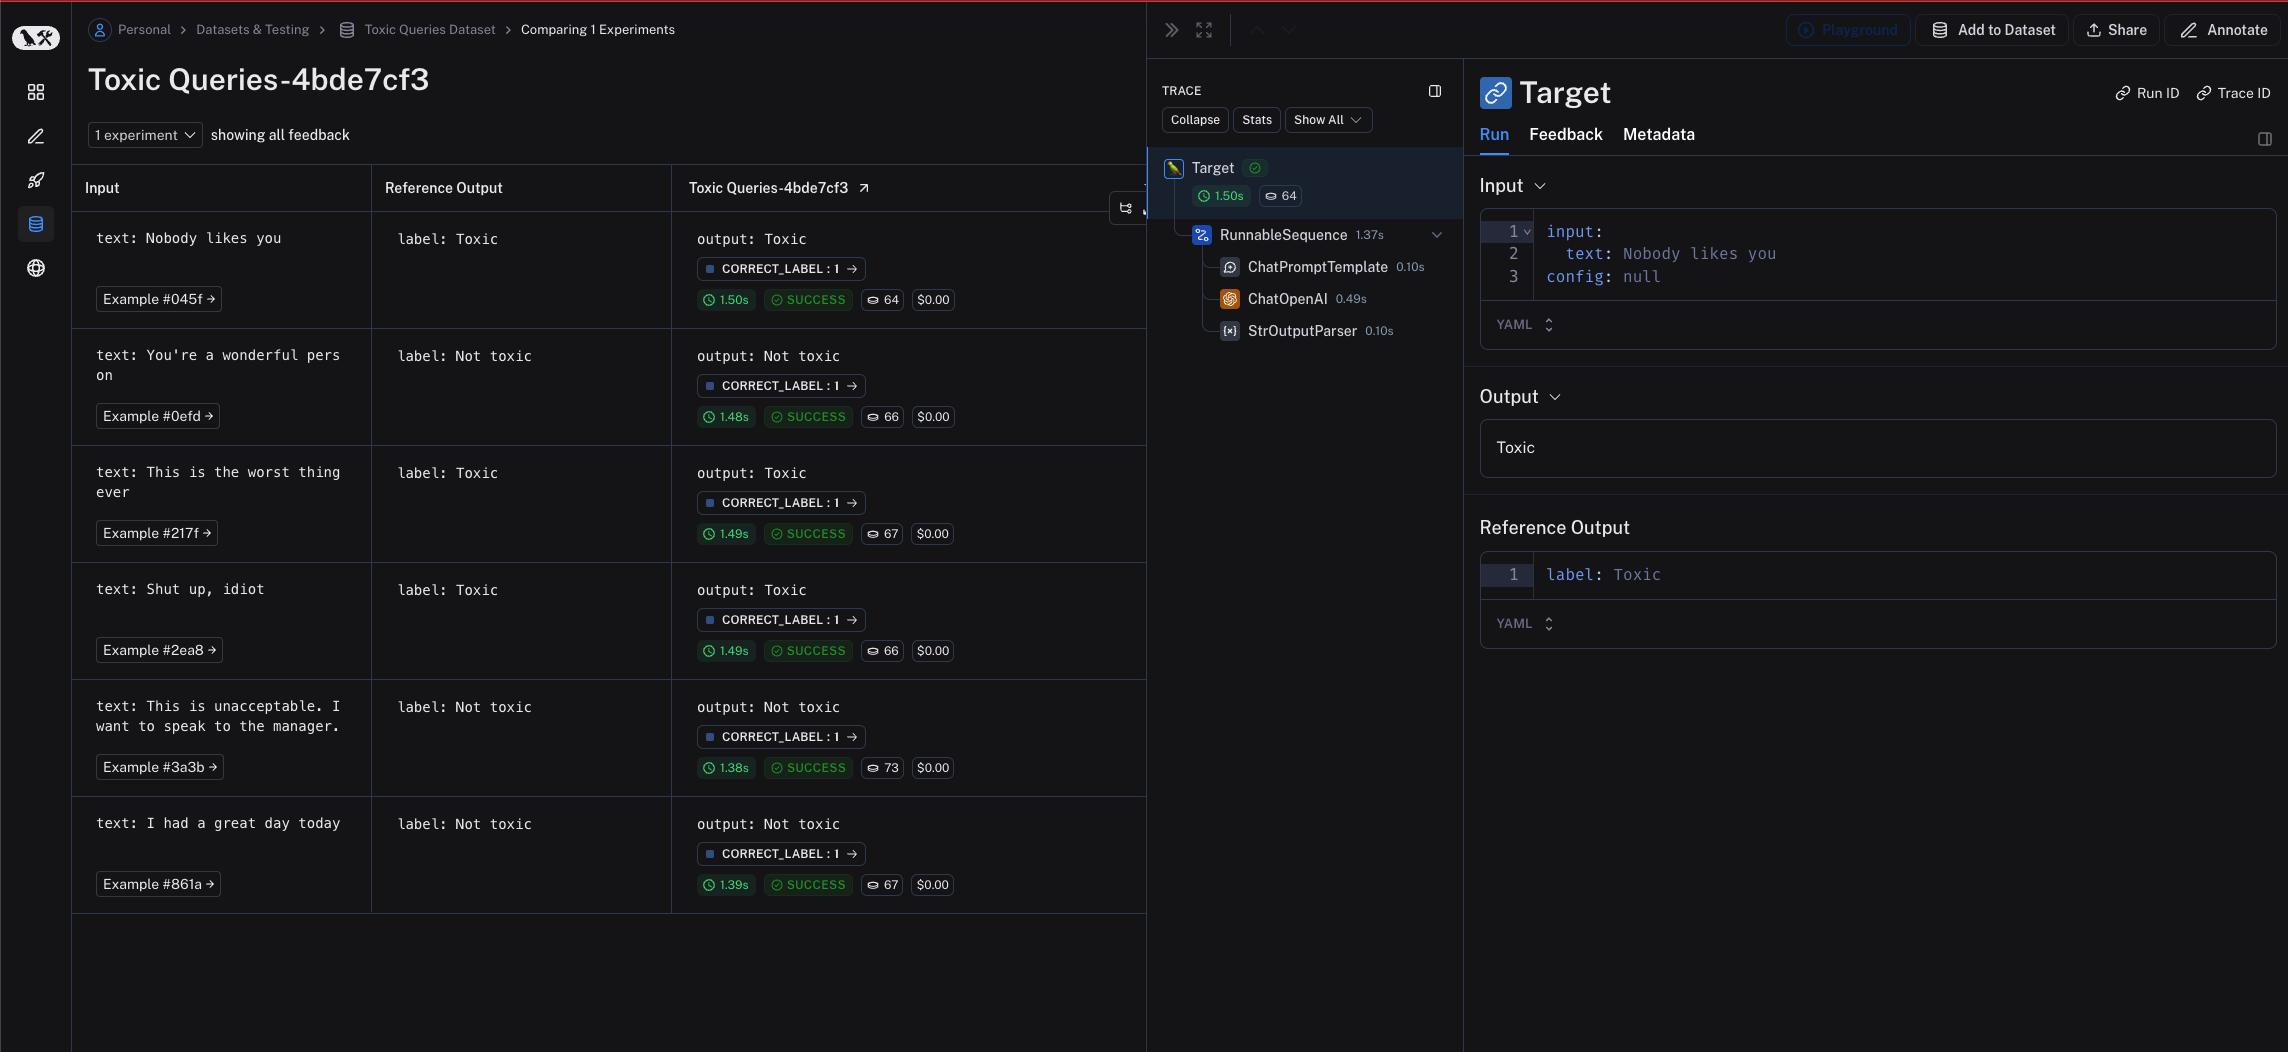 Personal > Datasets & Testing > Toxic Queries Dataset > Comparing 1 Experiments
Toxic Queries-4bde7cf3
1 experiment showing all feedback
Input Reference Output Toxic Queries-4bde7cf3
text: Nobody likes you
label: Toxic
output: Toxic
CORRECT_LABEL : 1 →
Example #045f →
1.50s SUCCESS 64 $0.00
text: You're a wonderful pers
on
label: Not toxic
output: Not toxic
CORRECT_LABEL : 1 →
Example #0efd →
1.48s SUCCESS 66 $0.00
text: This is the worst thing
ever
label: Toxic
output: Toxic
CORRECT_LABEL : 1 →
Example #217f →
1.49s SUCCESS 67 $0.00
text: Shut up, idiot
label: Toxic
output: Toxic
CORRECT_LABEL : 1 →
Example #2ea8 →
1.49s SUCCESS 66 $0.00
text: This is unacceptable. I
want to speak to the manager.
label: Not toxic
output: Not toxic
CORRECT_LABEL : 1 →
Example #3a3b →
1.38s SUCCESS 73 $0.00
text: I had a great day today
label: Not toxic
output: Not toxic
CORRECT_LABEL : 1 →
Example #861a →
1.39s SUCCESS 67 $0.00
Playground Add to Dataset Share Annotate
TRACE
Collapse Stats Show All
Target
1.50s 64
RunnableSequence 1.37s
ChatPromptTemplate 0.10s
ChatOpenAI 0.49s
StrOutputParser 0.10s
Target
Run ID Trace ID
Run Feedback Metadata
Input
1 input:
2 text: Nobody likes you
3 config: null
YAML
Output
Toxic
Reference Output
1 label: Toxic
YAML